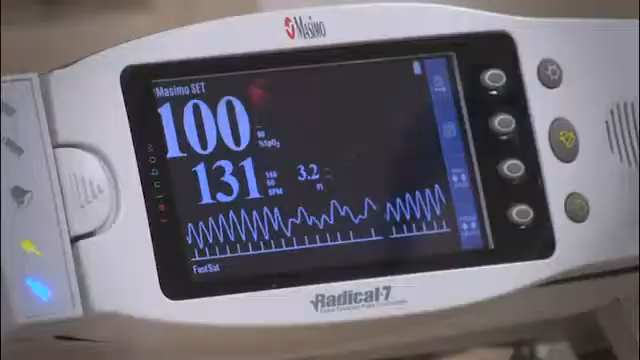 Masimo
Masimo SET
100
%SpO₂
131
BPM
3.2
PI
rainbow
FastSat
Radical-7